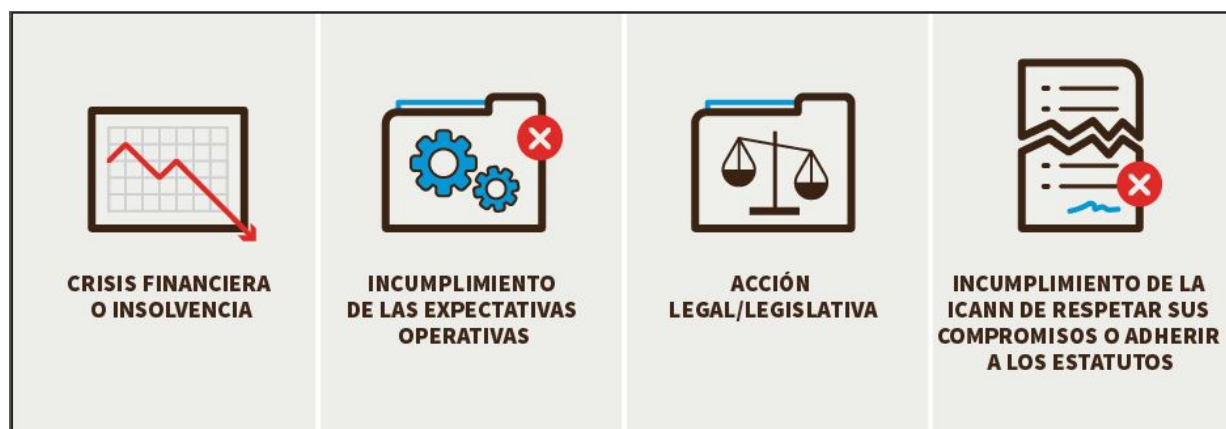 CRISIS FINANCIERA
O INSOLVENCIA
INCUMPLIMIENTO
DE LAS EXPECTATIVAS
OPERATIVAS
ACCIÓN
LEGAL/LEGISLATIVA
INCUMPLIMIENTO DE LA
ICANN DE RESPETAR SUS
COMPROMISOS O ADHERIR
A LOS ESTATUTOS